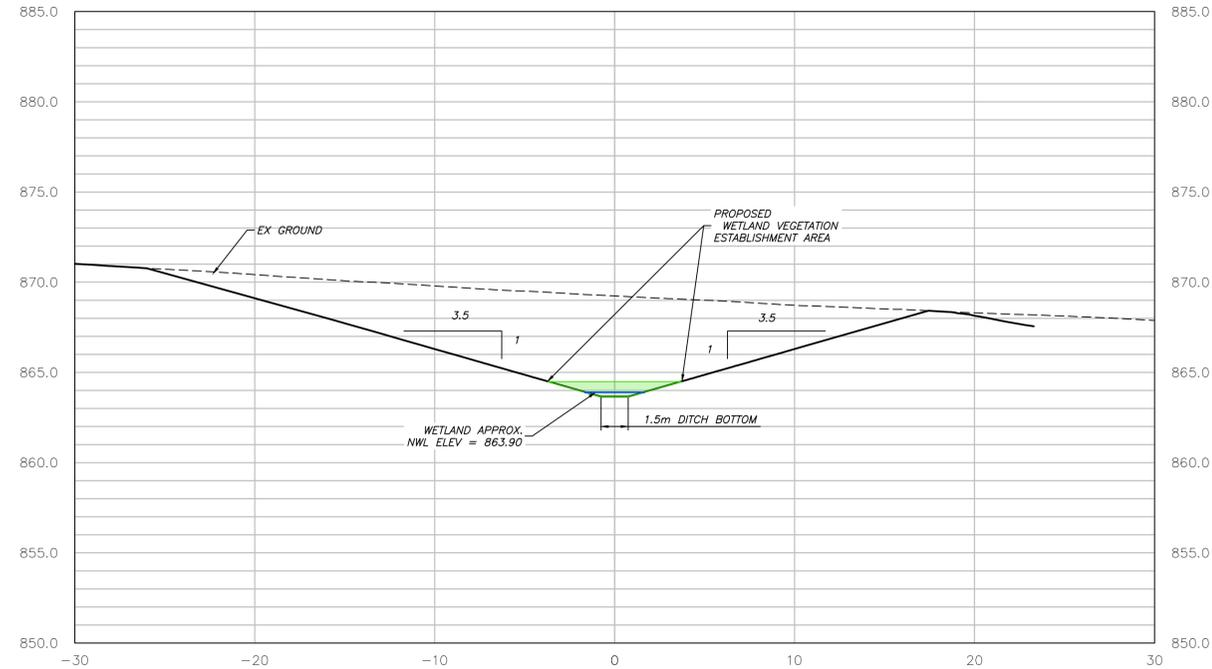 885.0 885.0
880.0 880.0
875.0 875.0
PROPOSED
WETLAND VEGETATION
ESTABLISHMENT AREA
EX GROUND
870.0 870.0
3.5 3.5
1 1
865.0 865.0
1.5m DITCH BOTTOM
WETLAND APPROX.
NWL ELEV = 863.90
860.0 860.0
855.0 855.0
850.0 850.0
-30 -20 -10 0 10 20 30